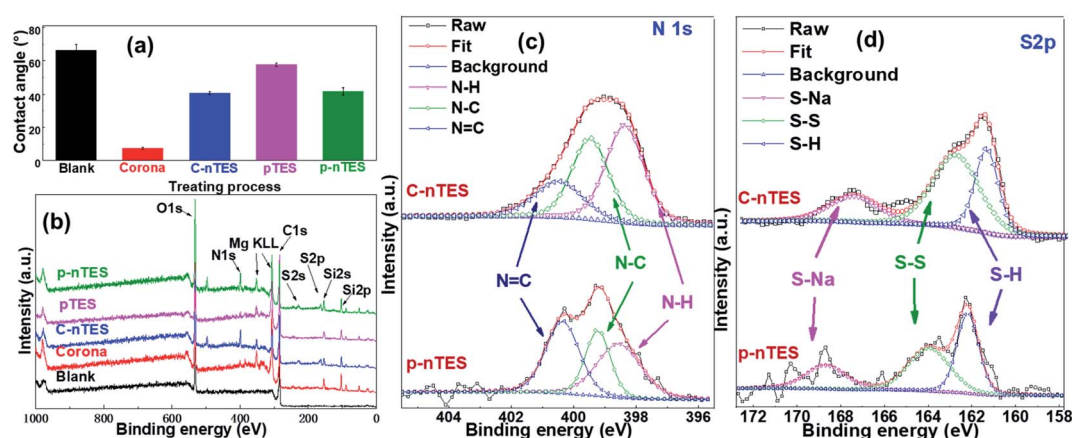 (a)
Contact angle (°)
80
60
40
20
0
Blank Corona C-nTES pTES p-nTES
Treating process
(b)
Intensity (a.u.)
O1s
C1s
Mg KLL
N1s
S2p
S2s
Si2s
Si2p
p-nTES
pTES
C-nTES
Corona
Blank
1000 800 600 400 200 0
Binding energy (eV)
(c)
N 1s
Intensity (a.u.)
Raw
Fit
Background
N-H
N-C
N=C
C-nTES
N=C
N-C
N-H
p-nTES
404 402 400 398 396
Binding energy (eV)
(d)
S2p
Intensity (a.u.)
Raw
Fit
Background
S-Na
S-S
S-H
C-nTES
S-Na
S-S
S-H
p-nTES
172 170 168 166 164 162 160 158
Binding energy (eV)